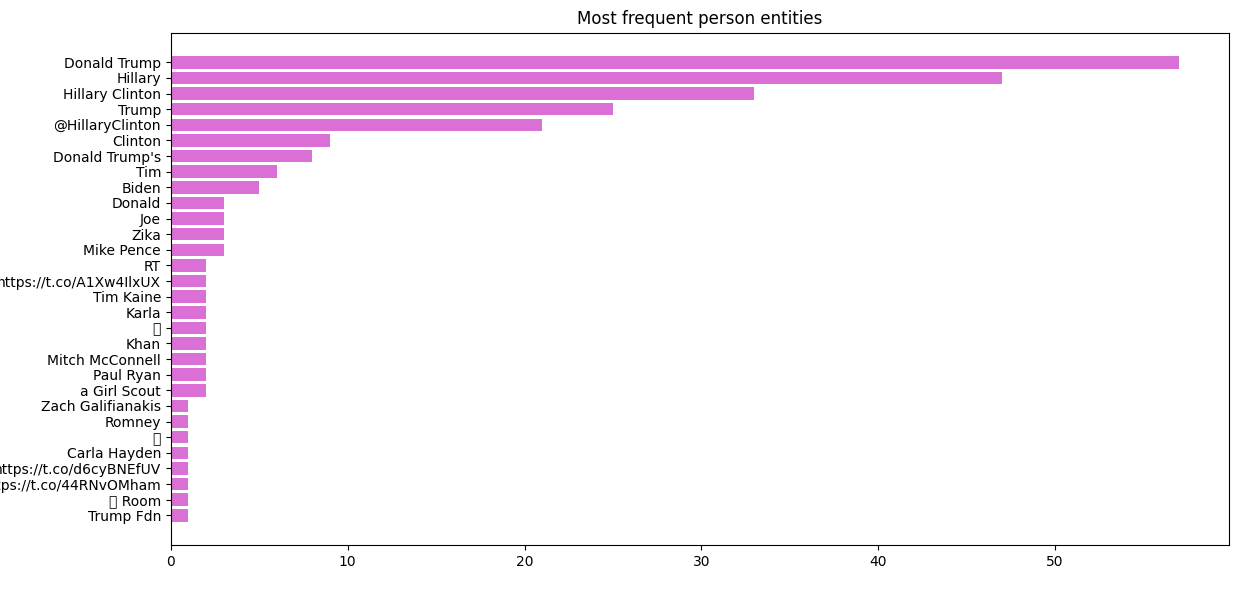 Most frequent person entities
Donald Trump
Hillary
Hillary Clinton
Trump
@HillaryClinton
Clinton
Donald Trump's
Tim
Biden
Donald
Joe
Zika
Mike Pence
RT
https://t.co/A1Xw4IlxUX
Tim Kaine
Karla
Khan
Mitch McConnell
Paul Ryan
a Girl Scout
Zach Galifianakis
Romney
Carla Hayden
https://t.co/d6cyBNEfUV
ps://t.co/44RNvOMham
Room
Trump Fdn
0 10 20 30 40 50